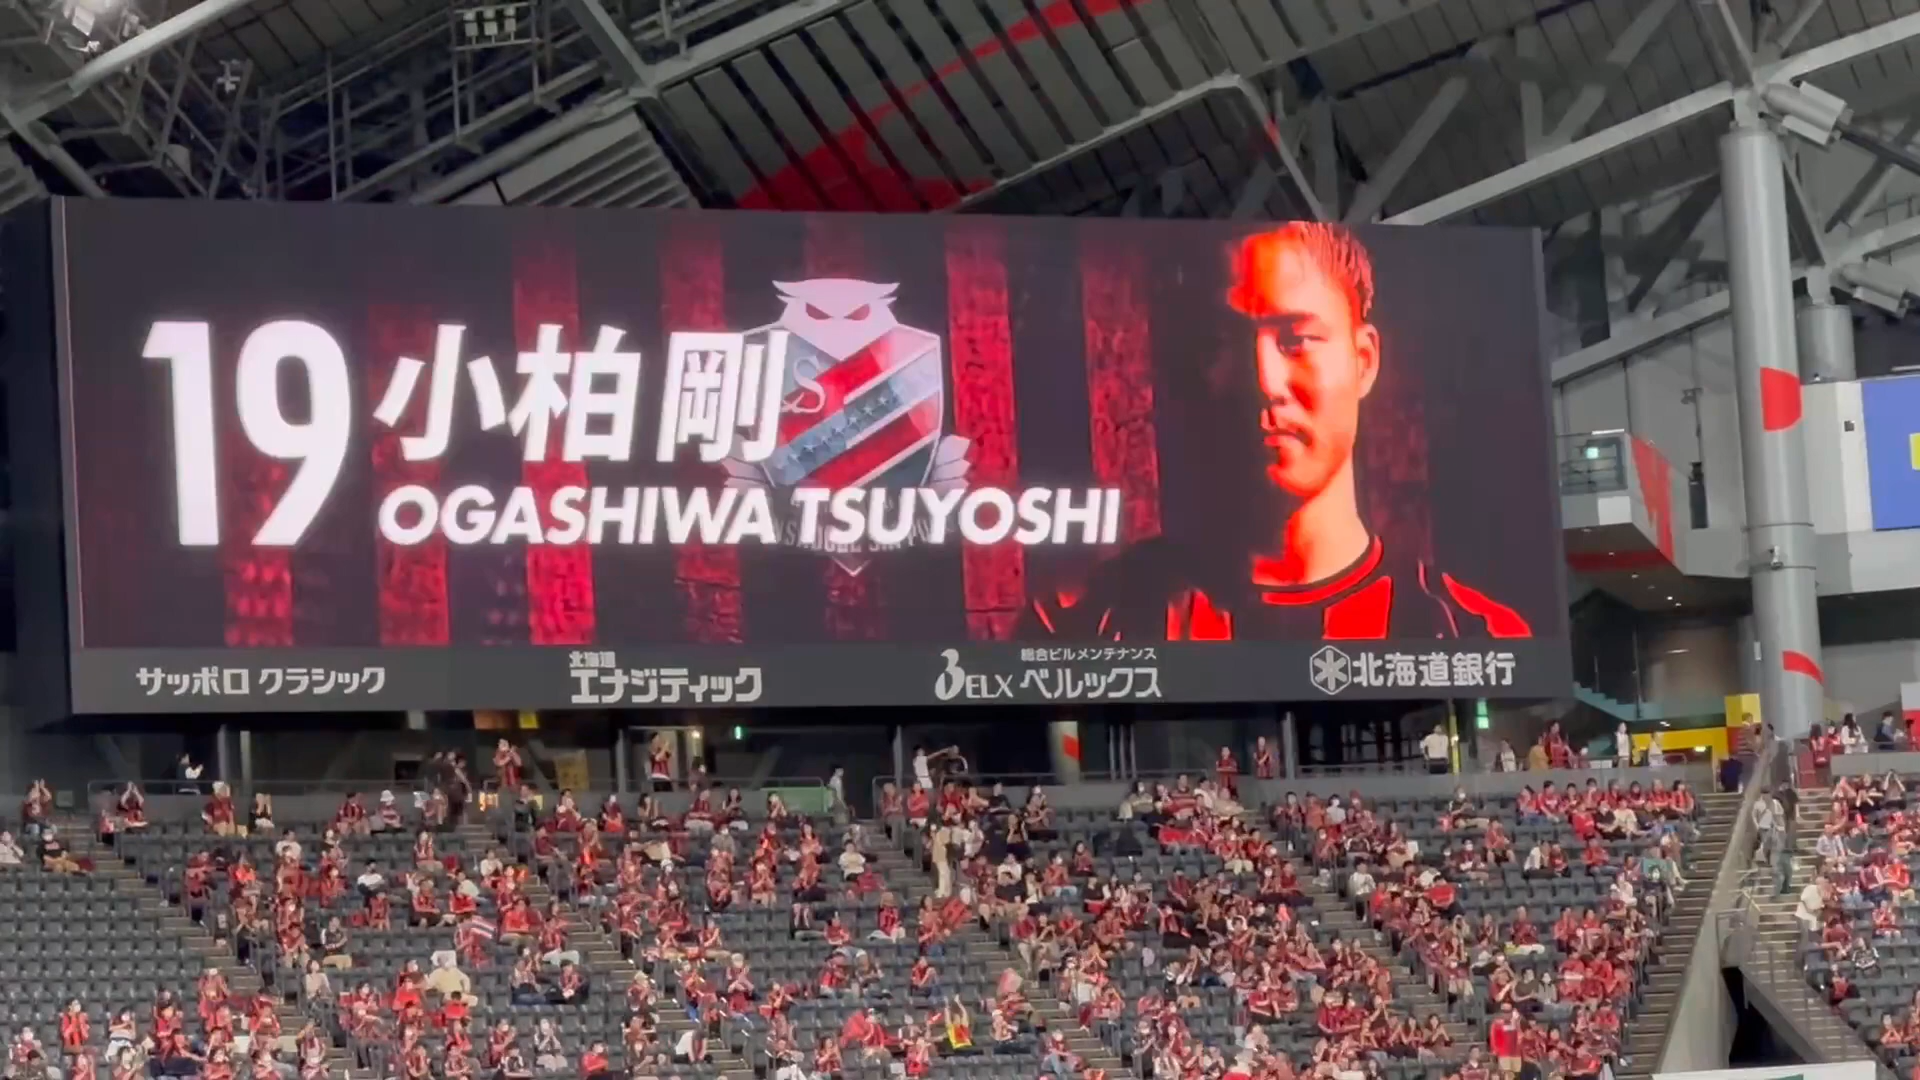 19 小柏 剛
OGASHIWA TSUYOSHI
サッポロ クラシック
北海道
エナジティック
BELX
総合ビルメンテナンス
ベルックス
北海道銀行